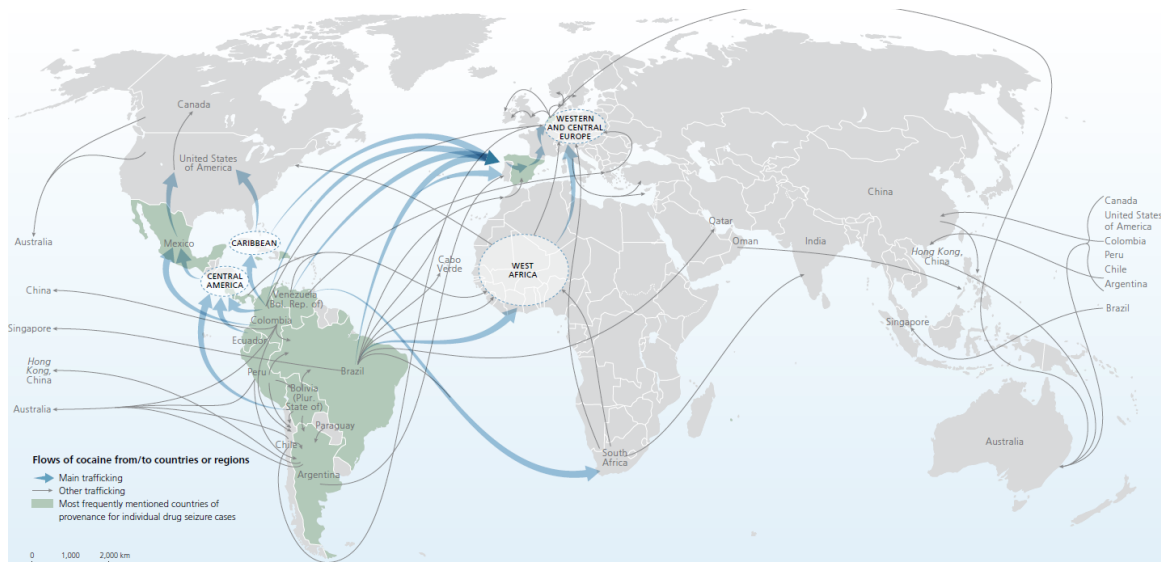 Canada
United States
of America
Australia
Mexico
CARIBBEAN
CENTRAL
AMERICA
China
Venezuela
(Bol. Rep. of)
Colombia
Singapore
Ecuador
Hong
Kong,
China
Peru
Brazil
Bolivia
(Plur.
State of)
Australia
Paraguay
Chile
Argentina
WESTERN
AND CENTRAL
EUROPE
Cabo
Verde
WEST
AFRICA
South
Africa
Qatar
Oman
India
China
Hong Kong,
China
Singapore
Australia
Canada
United States
of America
Colombia
Peru
Chile
Argentina
Brazil
Flows of cocaine from/to countries or regions
Main trafficking
Other trafficking
Most frequently mentioned countries of
provenance for individual drug seizure cases
0 1,000 2,000 km